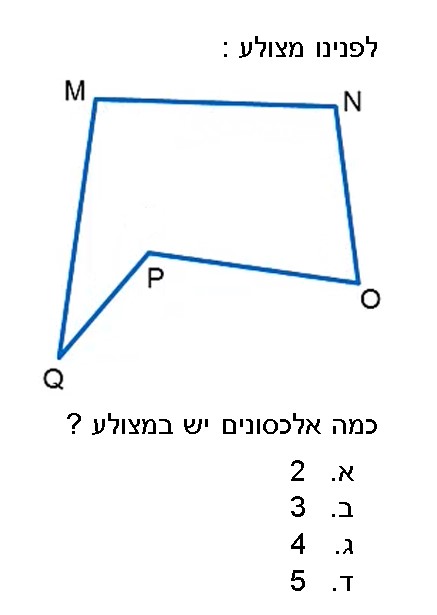 לפנינו מצולע :
M
N
P
O
Q
כמה אלכסונים יש במצולע ?
א. 2
ב. 3
ג. 4
ד. 5